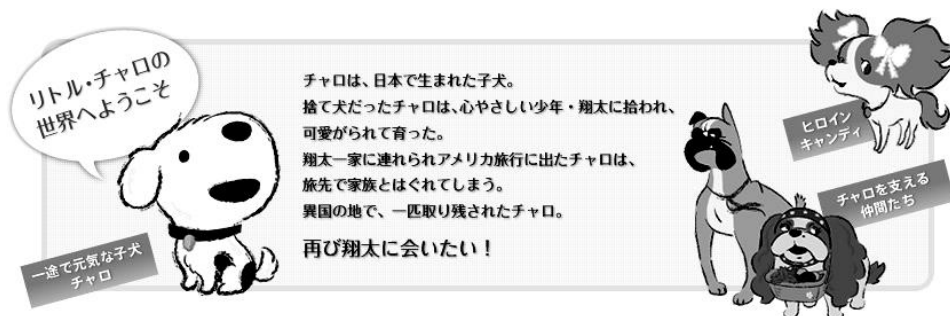 リトル・チャロの
世界へようこそ
チャロは、日本で生まれた子犬。
捨て犬だったチャロは、心やさしい少年・翔太に拾われ、
可愛がられて育った。
翔太一家に連れられアメリカ旅行に出たチャロは、
旅先で家族とはぐれてしまう。
異国の地で、一匹取り残されたチャロ。
再び翔太に会いたい！
一途で元気な子犬
チャロ
ヒロイン
キャンディ
チャロを支える
仲間たち